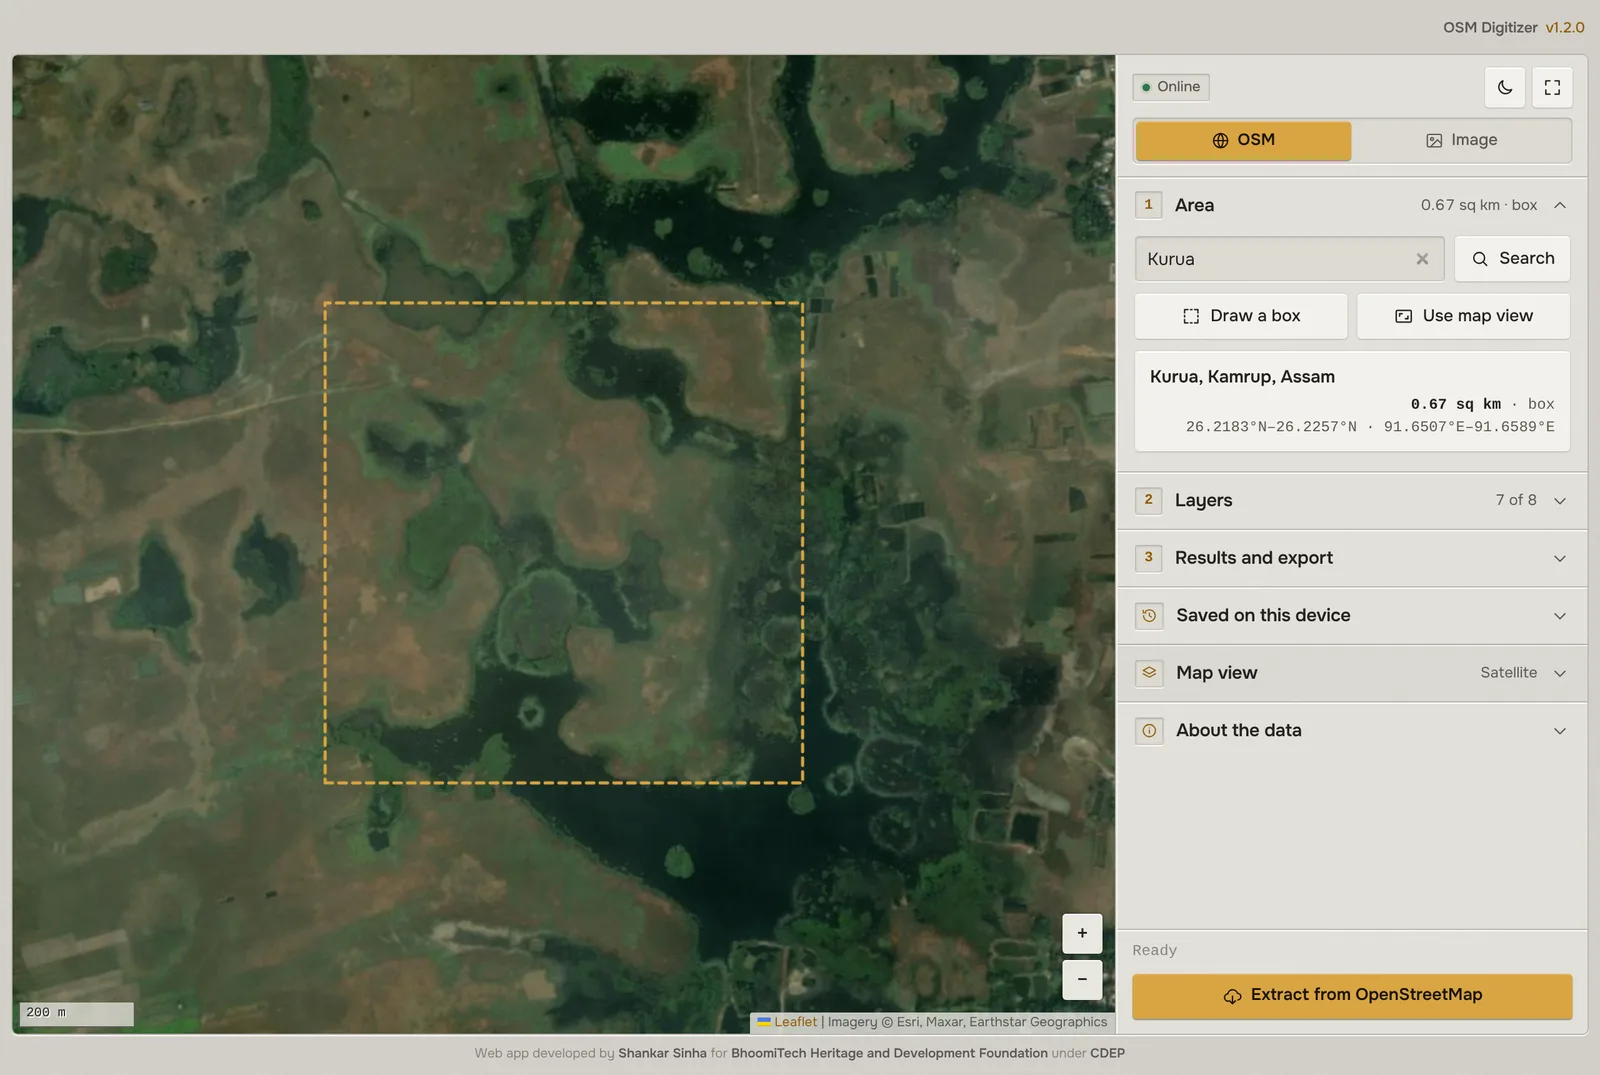 OSM Digitizer v1.2.0
Online
OSM
Image
1 Area 0.67 sq km · box
Kurua
Search
Draw a box
Use map view
Kurua, Kamrup, Assam
0.67 sq km · box
26.2183°N–26.2257°N · 91.6507°E–91.6589°E
2 Layers 7 of 8
3 Results and export
Saved on this device
Map view Satellite
About the data
+
−
Ready
Extract from OpenStreetMap
200 m
Leaflet | Imagery © Esri, Maxar, Earthstar Geographics
Web app developed by Shankar Sinha for BhoomiTech Heritage and Development Foundation under CDEP